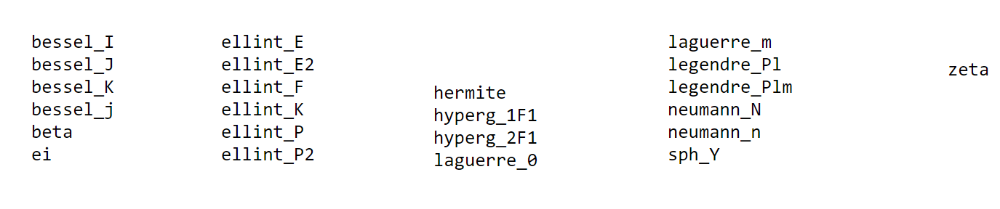 bessel_I
bessel_J
bessel_K
bessel_j
beta
ei
ellint_E
ellint_E2
ellint_F
ellint_K
ellint_P
ellint_P2
hermite
hyperg_1F1
hyperg_2F1
laguerre_0
laguerre_m
legendre_Pl
legendre_Plm
neumann_N
neumann_n
sph_Y
zeta